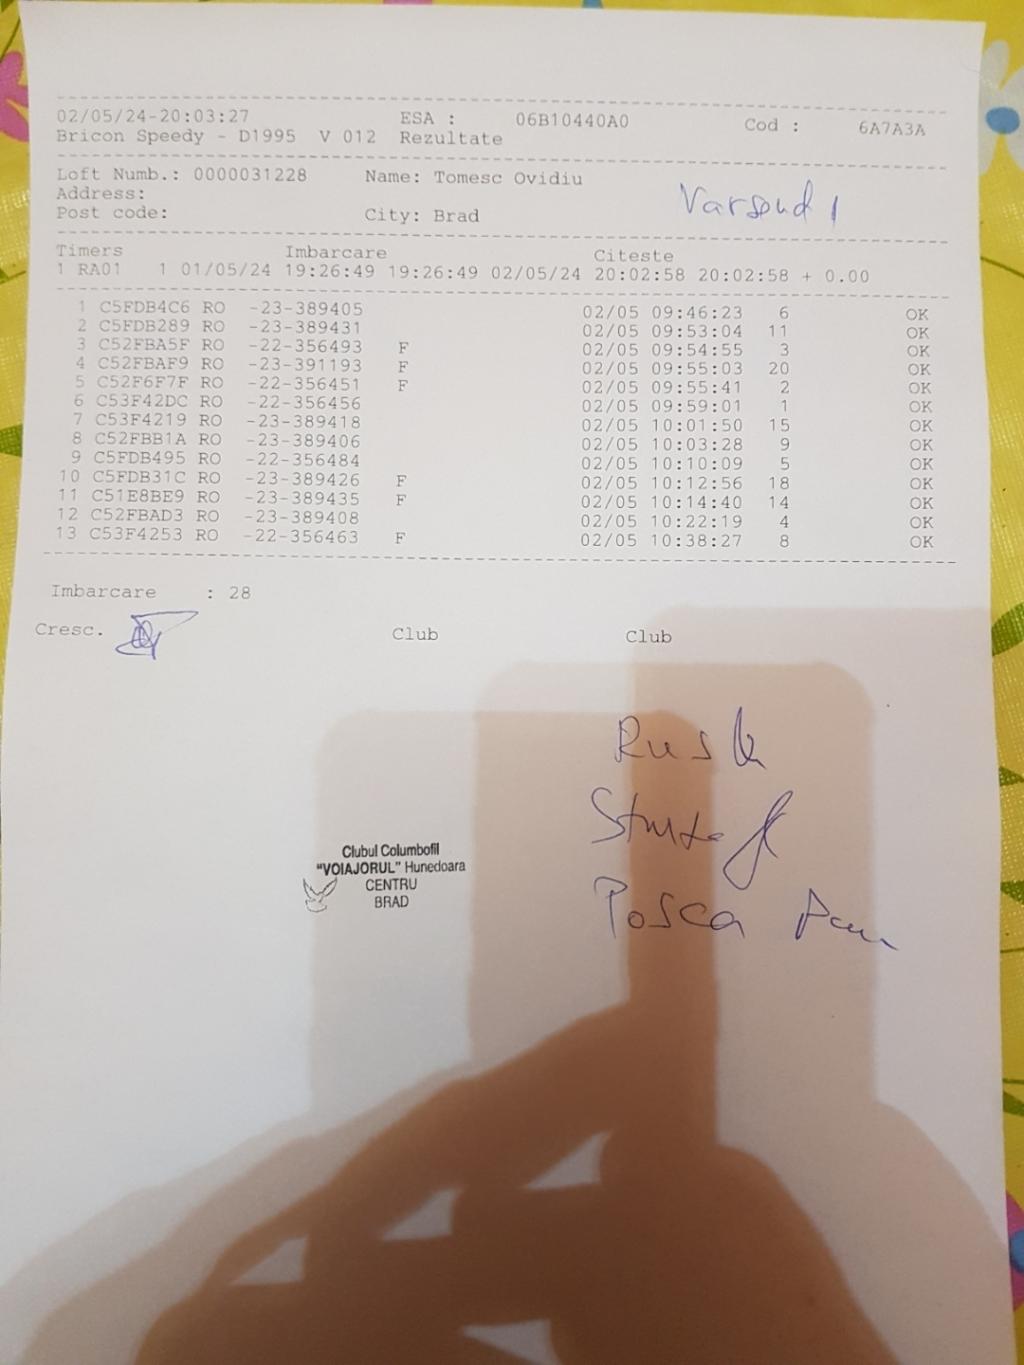 02/05/24-20:03:27 ESA : 06B10440A0 Cod : 6A7A3A
Bricon Speedy - D1995 V 012 Rezultate
Loft Numb.: 0000031228 Name: Tomesc Ovidiu
Address:
Post code: City: Brad
Timers Imbarcare Citeste
1 RA01 1 01/05/24 19:26:49 19:26:49 02/05/24 20:02:58 20:02:58 + 0.00
1 C5FDB4C6 RO -23-389405 02/05 09:46:23 6 OK
2 C5FDB289 RO -23-389431 02/05 09:53:04 11 OK
3 C52FBA5F RO -22-356493 F 02/05 09:54:55 3 OK
4 C52FBAF9 RO -23-391193 F 02/05 09:55:03 20 OK
5 C52F6F7F RO -22-356451 F 02/05 09:55:41 2 OK
6 C53F42DC RO -22-356456 02/05 09:59:01 1 OK
7 C53F4219 RO -23-389418 02/05 10:01:50 15 OK
8 C52FBB1A RO -23-389406 02/05 10:03:28 9 OK
9 C5FDB495 RO -22-356484 02/05 10:10:09 5 OK
10 C5FDB31C RO -23-389426 F 02/05 10:12:56 18 OK
11 C51E8BE9 RO -23-389435 F 02/05 10:14:40 14 OK
12 C52FBAD3 RO -23-389408 02/05 10:22:19 4 OK
13 C53F4253 RO -22-356463 F 02/05 10:38:27 8 OK
Imbarcare : 28
Cresc. Club Club
Rus
Clubul Columbofil
"VOIAJORUL" Hunedoara
CENTRU
BRAD
Posca